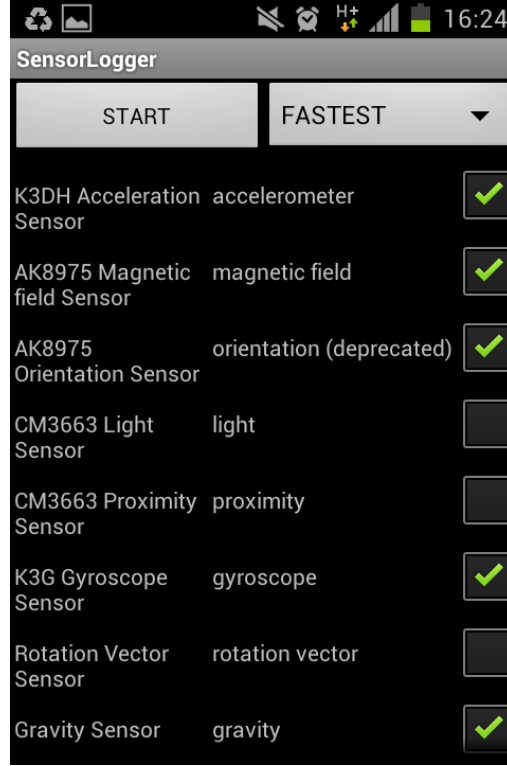 H+ 16:24
SensorLogger
START FASTEST
K3DH Acceleration accelerometer
Sensor
AK8975 Magnetic magnetic field
field Sensor
AK8975 orientation (deprecated)
Orientation Sensor
CM3663 Light light
Sensor
CM3663 Proximity proximity
Sensor
K3G Gyroscope gyroscope
Sensor
Rotation Vector rotation vector
Sensor
Gravity Sensor gravity